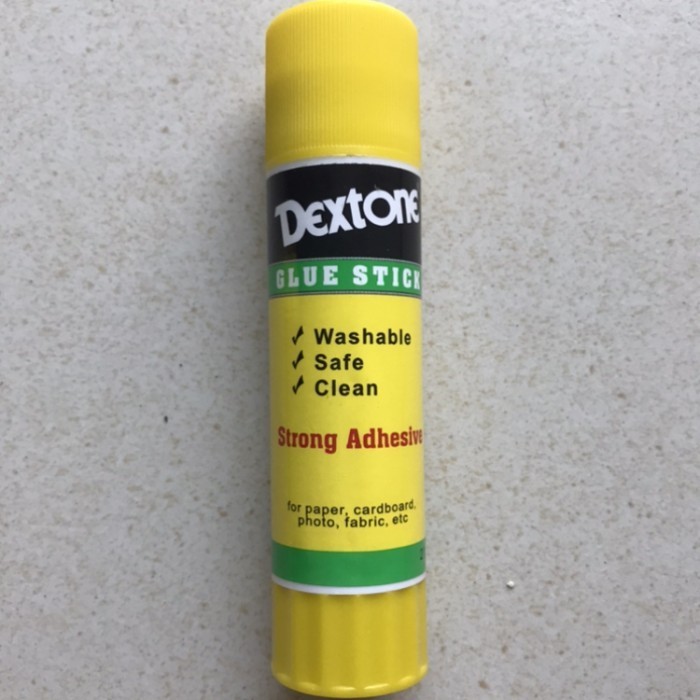 Dextone
GLUE STICK
Washable
Safe
Clean
Strong Adhesive
for paper, cardboard,
photo, fabric, etc